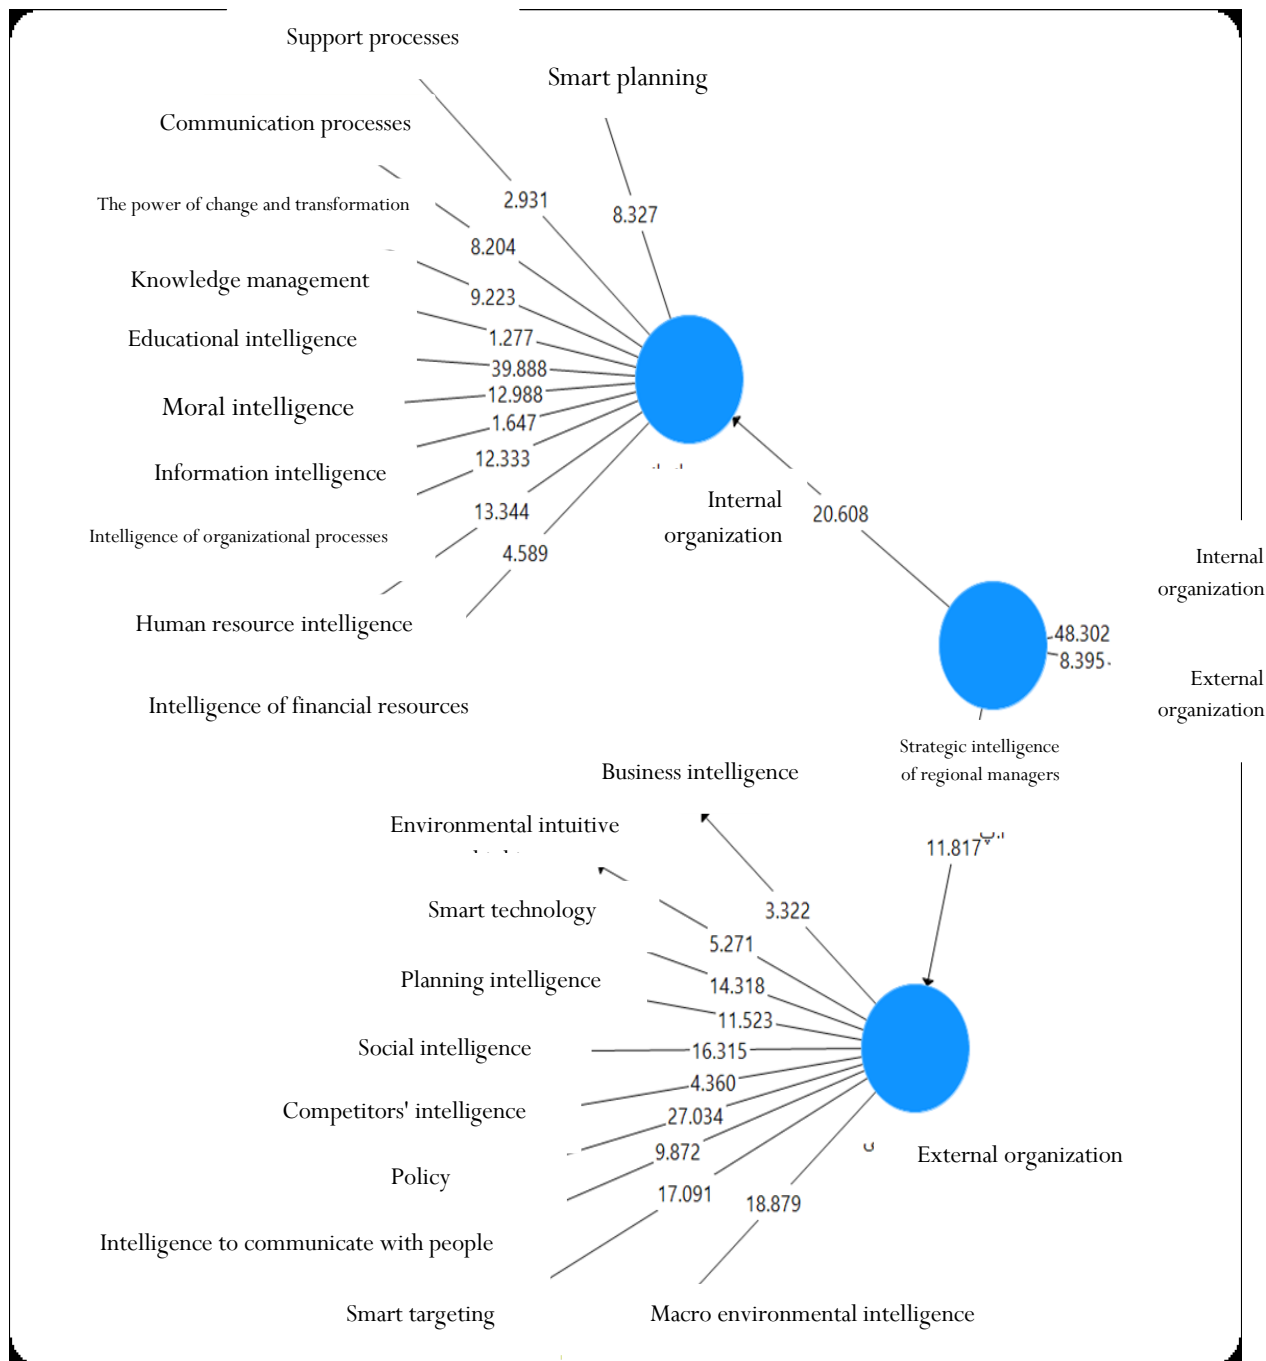 Support processes
Smart planning
Communication processes
The power of change and transformation
Knowledge management
Educational intelligence
Moral intelligence
Information intelligence
Intelligence of organizational processes
Human resource intelligence
Intelligence of financial resources
2.931
8.327
8.204
9.223
1.277
39.888
12.988
1.647
12.333
13.344
4.589
Internal
organization
20.608
Internal
organization
48.302
8.395
External
organization
Strategic intelligence
of regional managers
11.817
Business intelligence
Environmental intuitive
Smart technology
Planning intelligence
Social intelligence
Competitors' intelligence
Policy
Intelligence to communicate with people
Smart targeting
Macro environmental intelligence
3.322
5.271
14.318
11.523
16.315
4.360
27.034
9.872
17.091
18.879
External organization